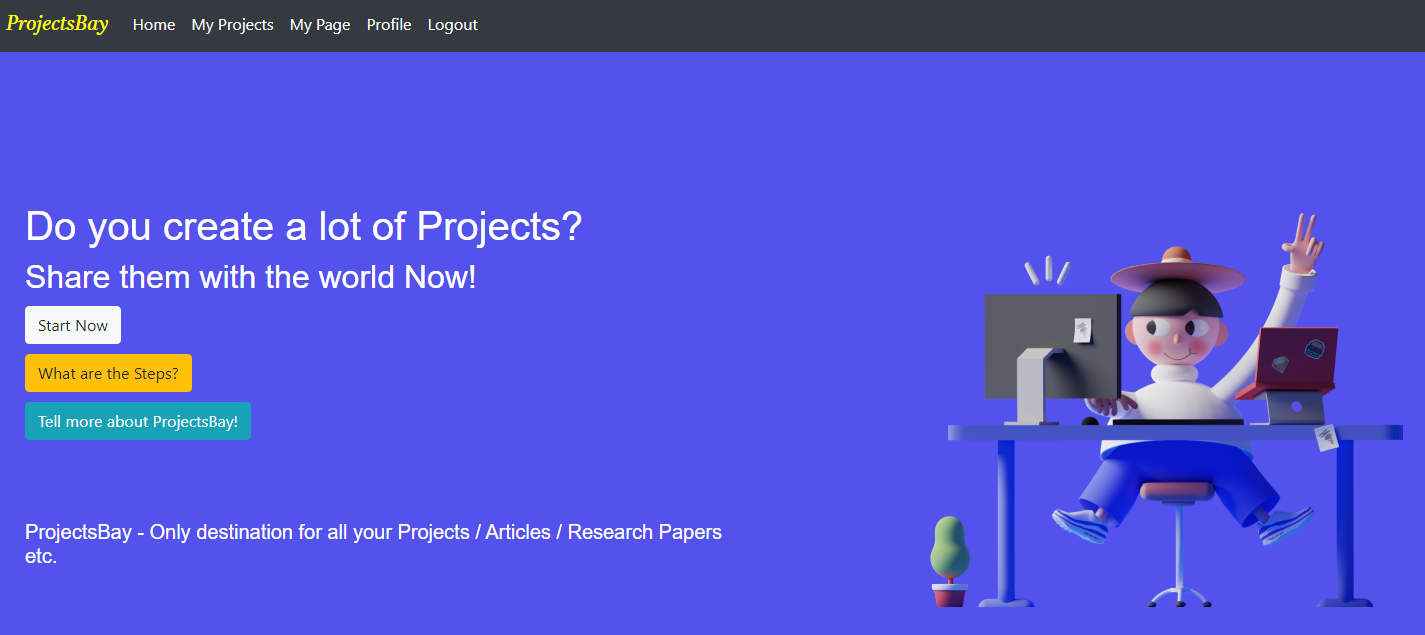 ProjectsBay Home My Projects My Page Profile Logout
Do you create a lot of Projects?
Share them with the world Now!
Start Now
What are the Steps?
Tell more about ProjectsBay!
ProjectsBay - Only destination for all your Projects / Articles / Research Papers
etc.